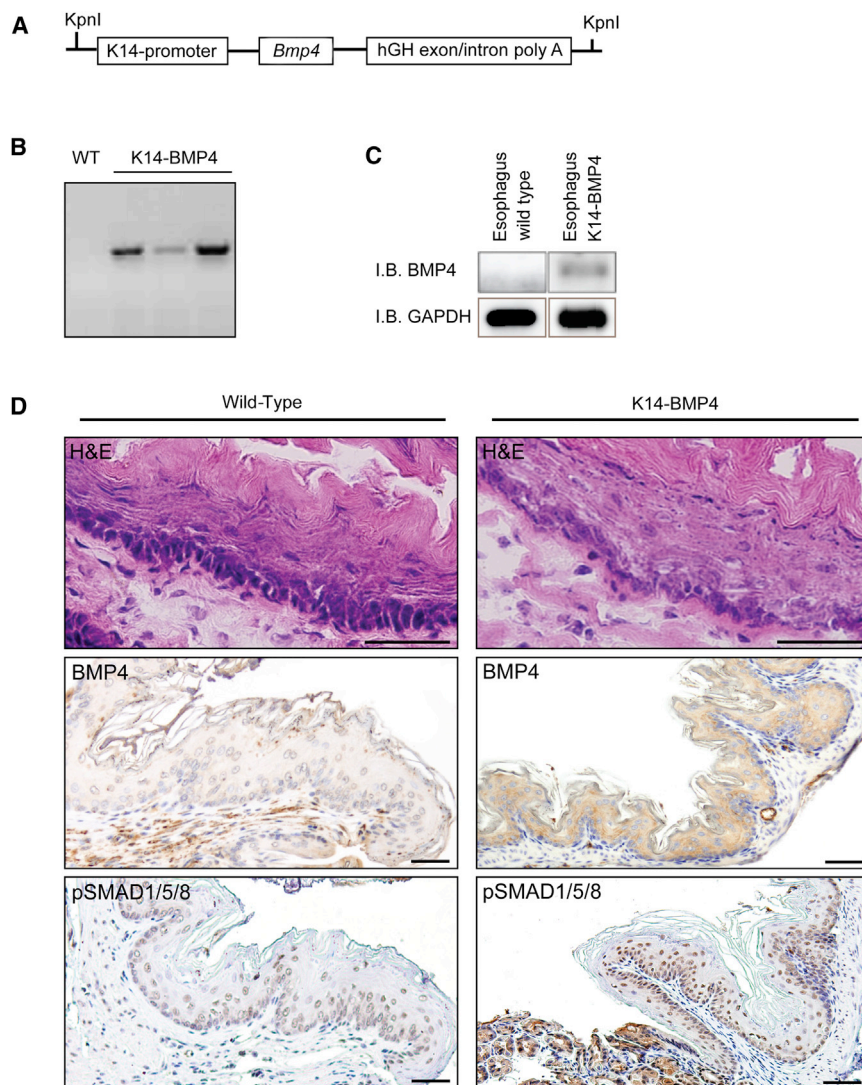 A
KpnI
KpnI
K14-promoter
Bmp4
hGH exon/intron poly A
B
WT
K14-BMP4
C
Esophagus
wild type
Esophagus
K14-BMP4
I.B. BMP4
I.B. GAPDH
D
Wild-Type
K14-BMP4
H&E
H&E
BMP4
BMP4
pSMAD1/5/8
pSMAD1/5/8